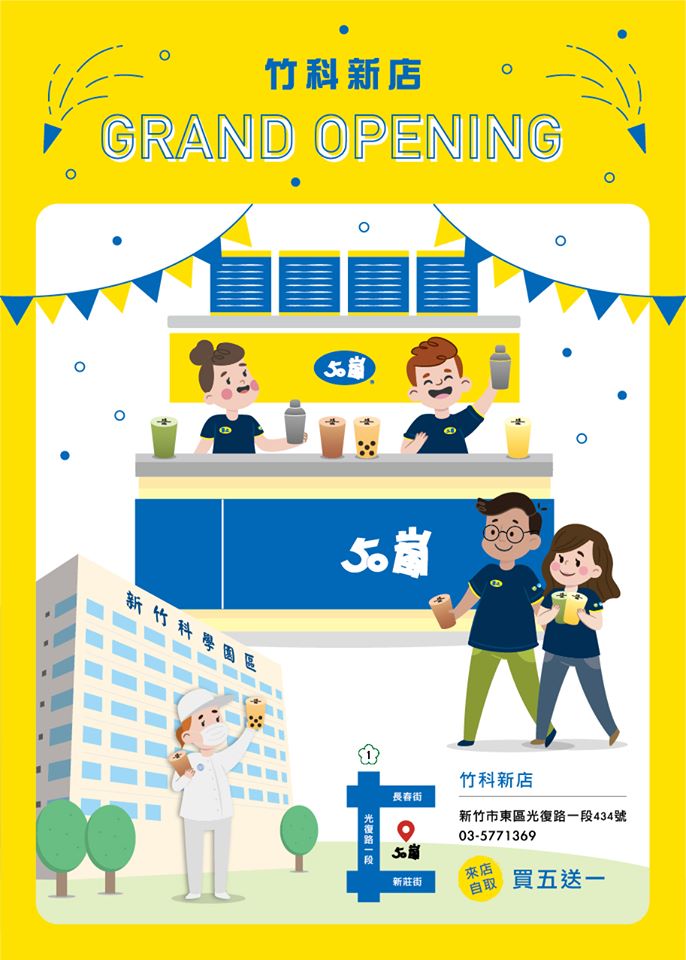 竹科新店
GRAND OPENING
50嵐
50嵐
新竹科學園區
1
長春街
光復路一段
50嵐
新莊街
竹科新店
新竹市東區光復路一段434號
03-5771369
來店
自取
買五送一